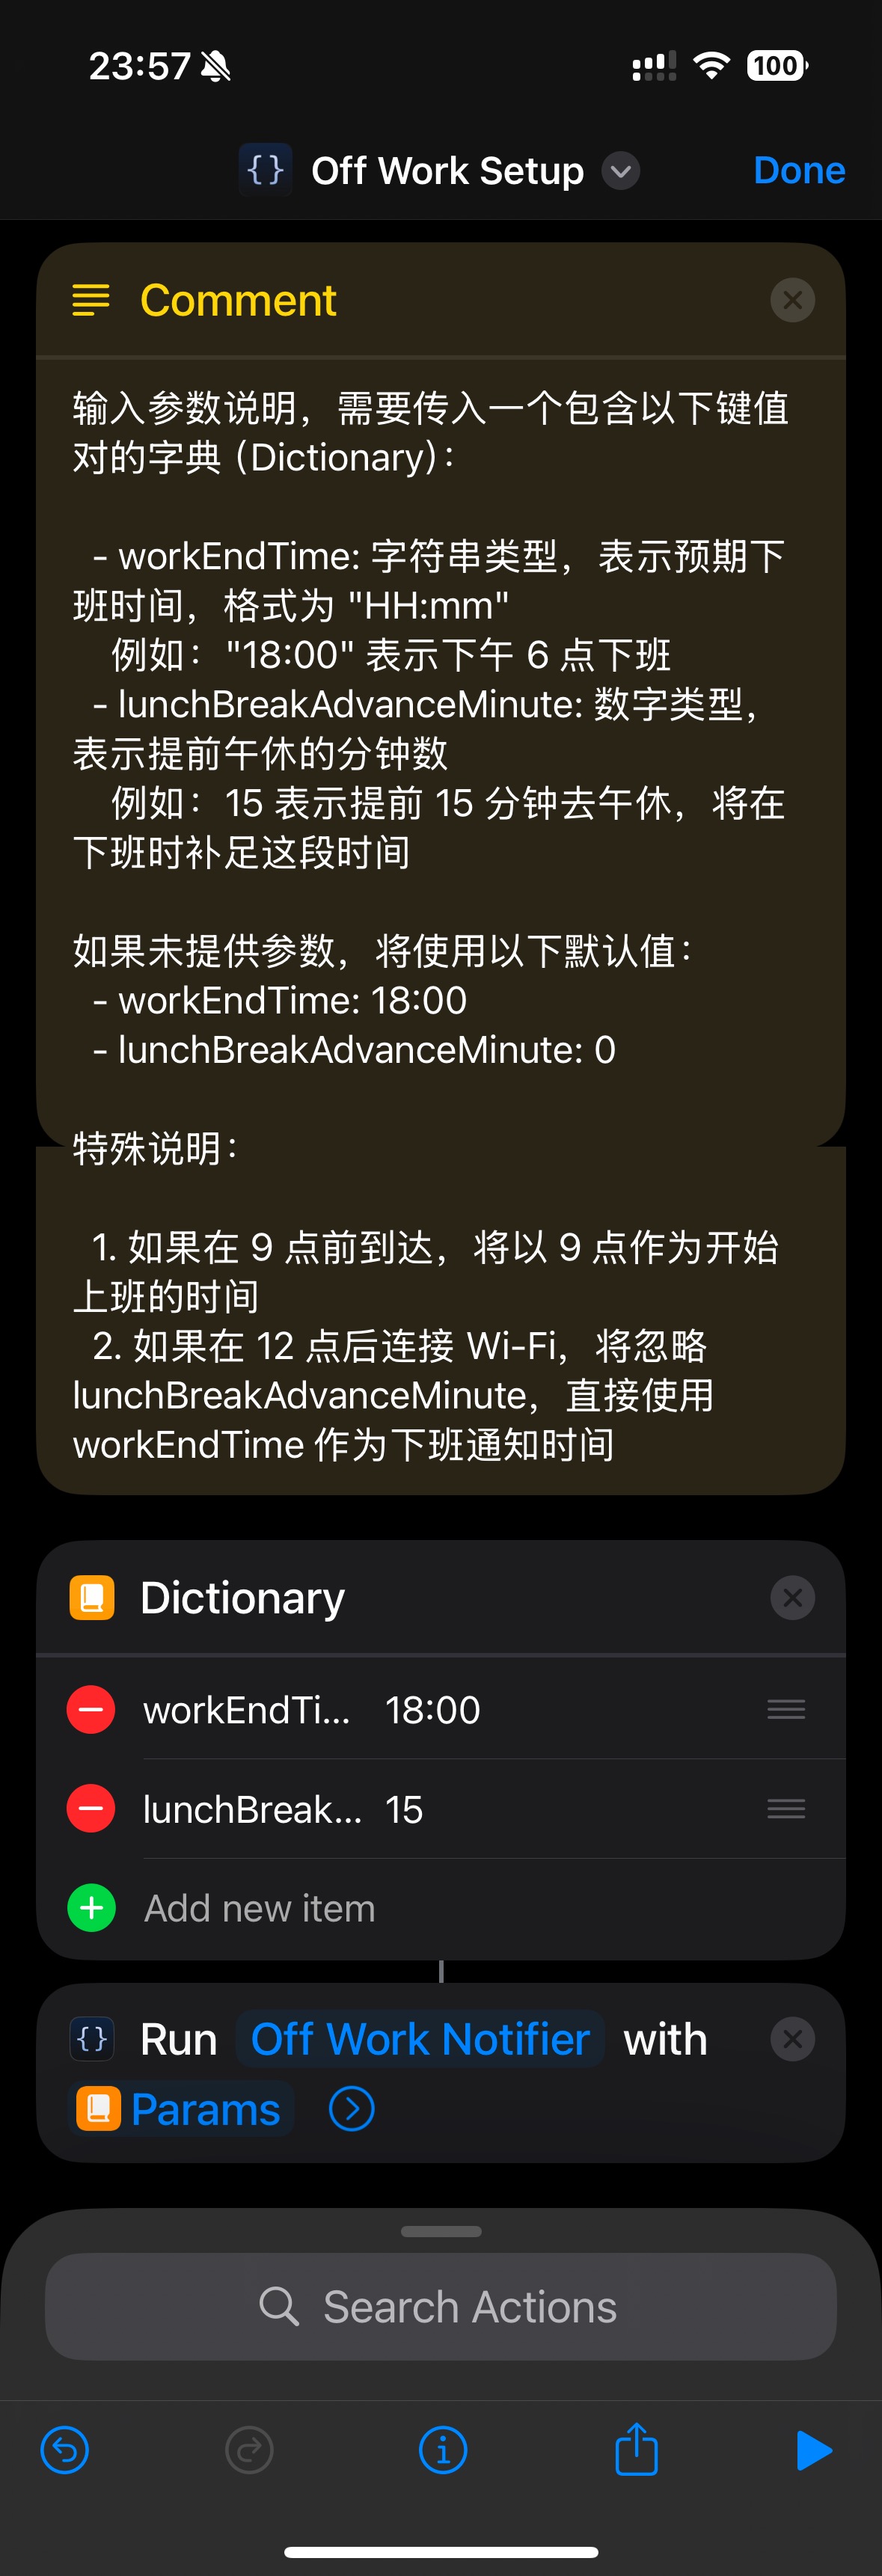 23:57
100
{} Off Work Setup
Done
Comment
输入参数说明，需要传入一个包含以下键值
对的字典 (Dictionary)：
- workEndTime: 字符串类型，表示预期下
班时间，格式为 "HH:mm"
例如："18:00" 表示下午 6 点下班
- lunchBreakAdvanceMinute: 数字类型，
表示提前午休的分钟数
例如：15 表示提前 15 分钟去午休，将在
下班时补足这段时间
如果未提供参数，将使用以下默认值：
- workEndTime: 18:00
- lunchBreakAdvanceMinute: 0
特殊说明：
1. 如果在 9 点前到达，将以 9 点作为开始
上班的时间
2. 如果在 12 点后连接 Wi-Fi，将忽略
lunchBreakAdvanceMinute，直接使用
workEndTime 作为下班通知时间
Dictionary
workEndTi... 18:00
lunchBreak... 15
Add new item
{} Run Off Work Notifier with
Params
Search Actions